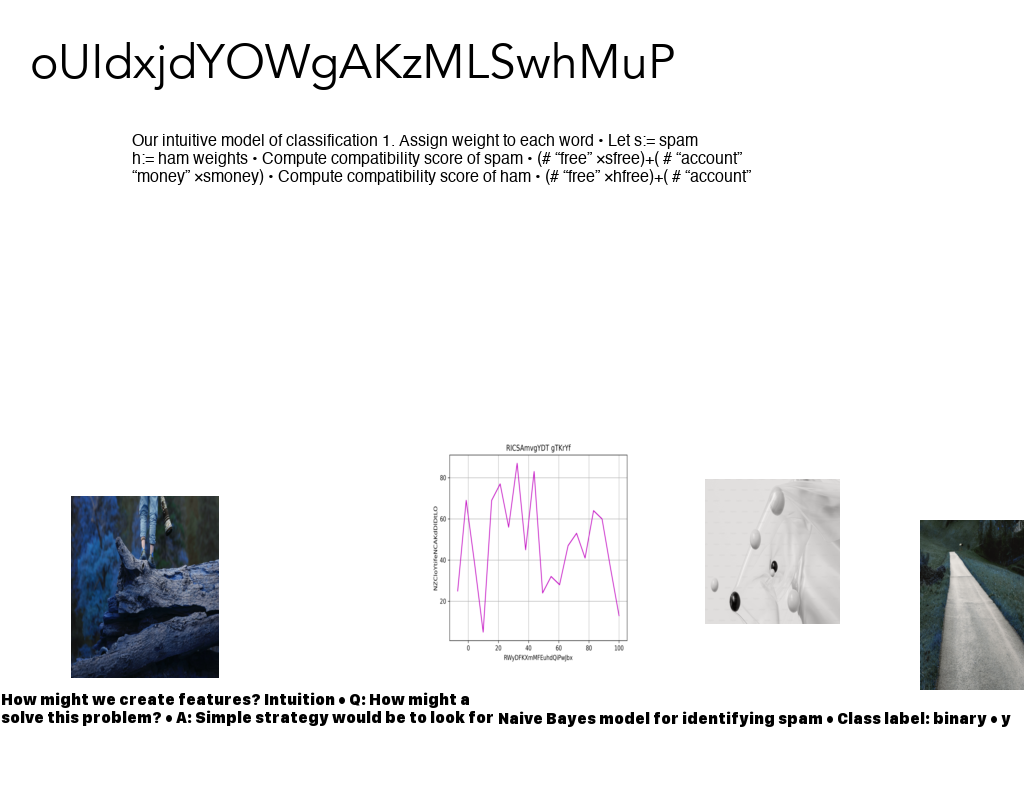 oUIdxjdYOWgAKzMLSwhMuP
Our intuitive model of classification 1. Assign weight to each word • Let s:= spam
h:= ham weights • Compute compatibility score of spam • (# “free” ×sfree)+( # “account”
“money” ×smoney) • Compute compatibility score of ham • (# “free” ×hfree)+( # “account”
RICSAmvgYDT gTKrYf
80
60
40
20
0 20 40 60 80 100
How might we create features? Intuition • Q: How might a
solve this problem? • A: Simple strategy would be to look for
Naive Bayes model for identifying spam • Class label: binary • y